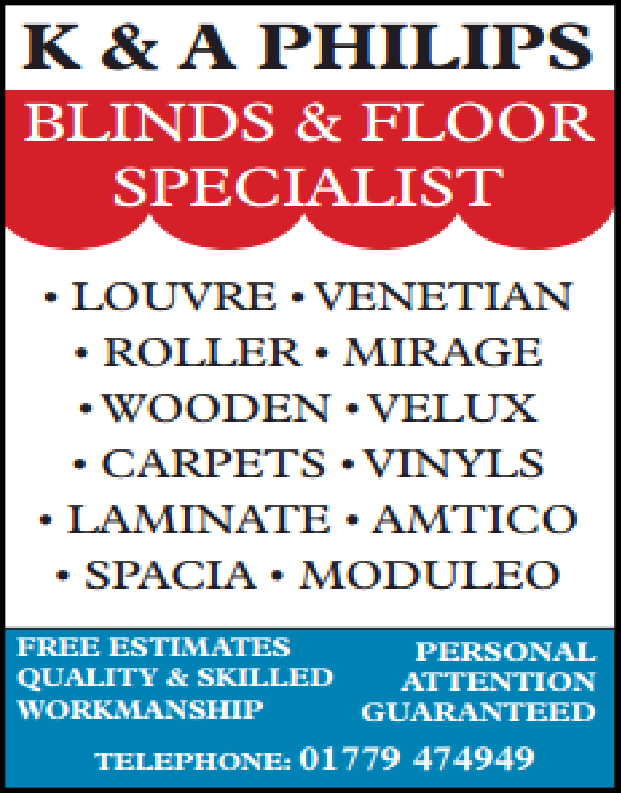 K & A PHILIPS
BLINDS & FLOOR
SPECIALIST
• LOUVRE • VENETIAN
• ROLLER • MIRAGE
• WOODEN • VELUX
• CARPETS • VINYLS
• LAMINATE • AMTICO
• SPACIA • MODULEO
FREE ESTIMATES
QUALITY & SKILLED
WORKMANSHIP
PERSONAL
ATTENTION
GUARANTEED
TELEPHONE: 01779 474949